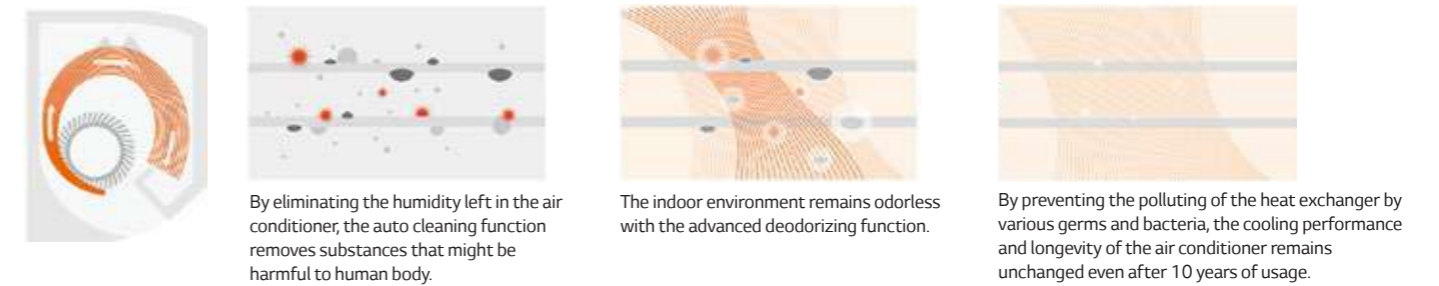 By eliminating the humidity left in the air
conditioner, the auto cleaning function
removes substances that might be
harmful to human body.
The indoor environment remains odorless
with the advanced deodorizing function.
By preventing the polluting of the heat exchanger by
various germs and bacteria, the cooling performance
and longevity of the air conditioner remains
unchanged even after 10 years of usage.